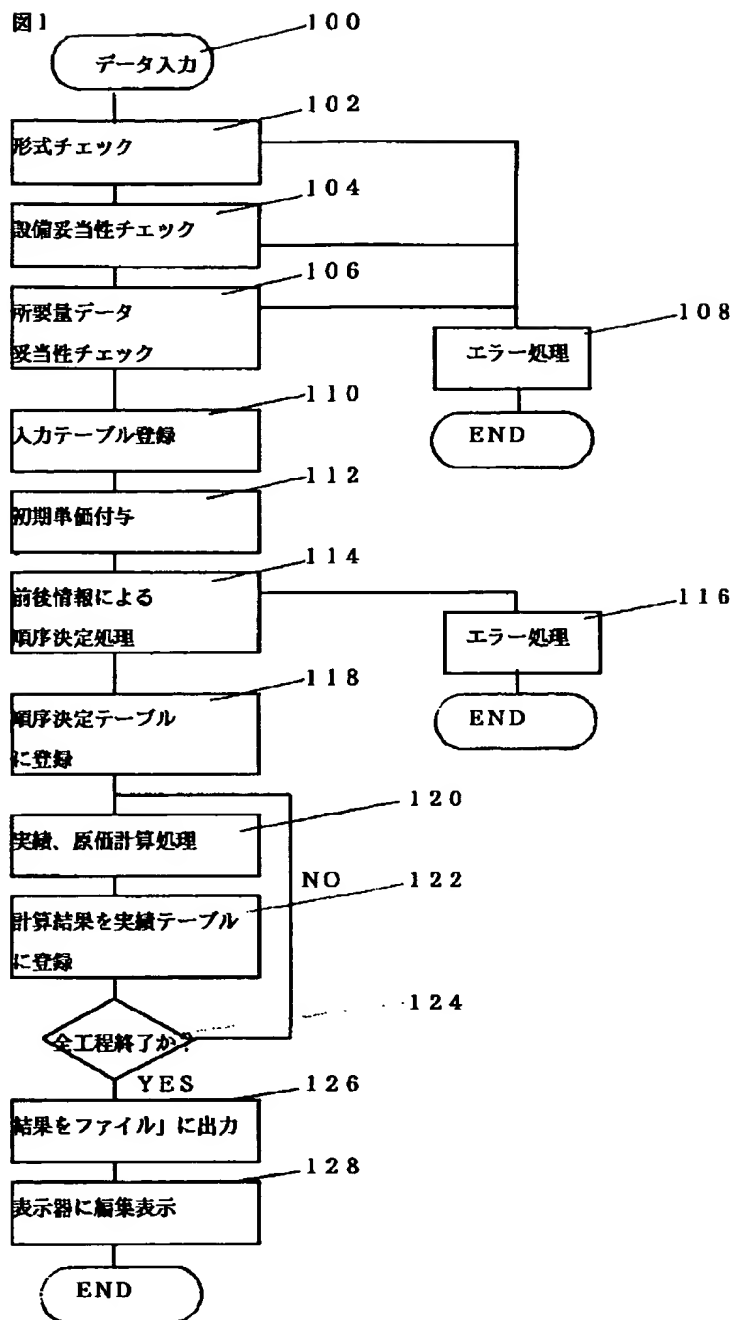 図1
100
データ入力
102
形式チェック
104
設備妥当性チェック
106
所要量データ
妥当性チェック
108
エラー処理
END
110
入力テーブル登録
112
初期単価付与
114
前後情報による
順序決定処理
116
エラー処理
END
118
順序決定テーブル
に登録
120
実績、原価計算処理
NO
122
計算結果を実績テーブル
に登録
124
全工程終了か?
YES
126
結果をファイル」に出力
128
表示器に編集表示
END